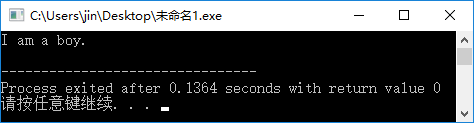 C:\Users\jin\Desktop\未命名1.exe
I am a boy.
--------------------------------
Process exited after 0.1364 seconds with return value 0
请按任意键继续. . .